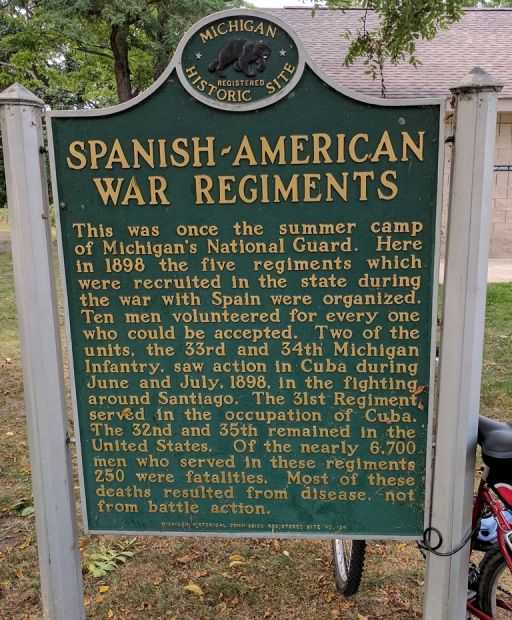 MICHIGAN
REGISTERED
HISTORIC SITE
SPANISH-AMERICAN
WAR REGIMENTS
This was once the summer camp
of Michigan's National Guard. Here
in 1898 the five regiments which
were recruited in the state during
the war with Spain were organized.
Ten men volunteered for every one
who could be accepted. Two of the
units, the 33rd and 34th Michigan
Infantry, saw action in Cuba during
June and July, 1898, in the fighting
around Santiago. The 31st Regiment
served in the occupation of Cuba.
The 32nd and 35th remained in the
United States. Of the nearly 6,700
men who served in these regiments
250 were fatalities. Most of these
deaths resulted from disease, not
from battle action.
MICHIGAN HISTORICAL COMMISSION REGISTERED SITE NO.